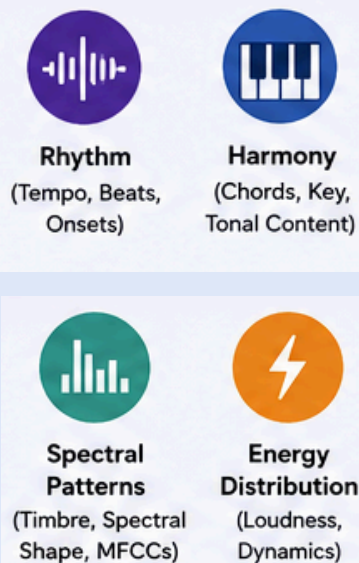 Rhythm
(Tempo, Beats,
Onsets)
Harmony
(Chords, Key,
Tonal Content)
Spectral
Patterns
(Timbre, Spectral
Shape, MFCCs)
Energy
Distribution
(Loudness,
Dynamics)